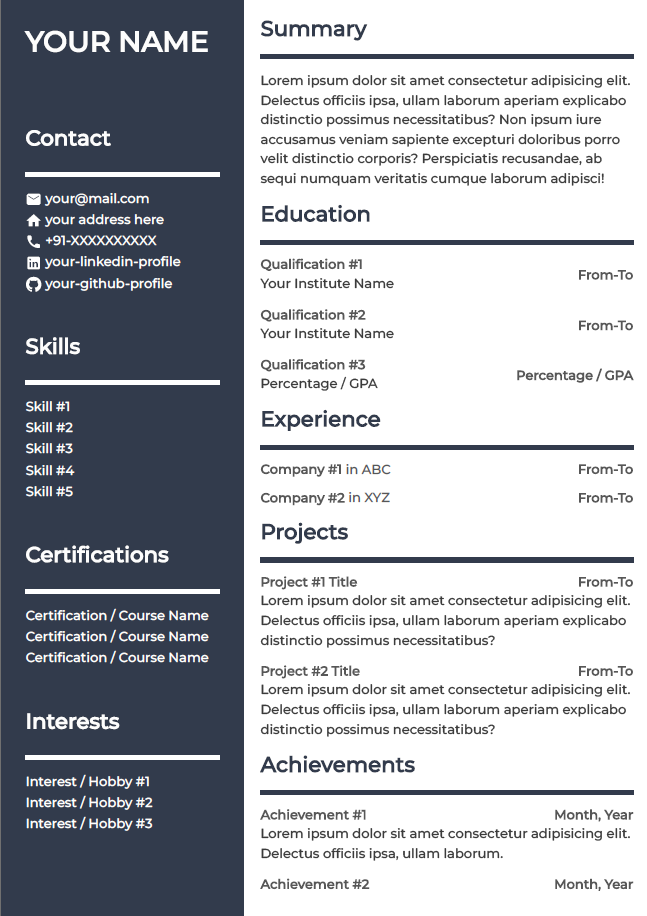 YOUR NAME
Contact
your@mail.com
your address here
+91-XXXXXXXXXX
your-linkedin-profile
your-github-profile
Skills
Skill #1
Skill #2
Skill #3
Skill #4
Skill #5
Certifications
Certification / Course Name
Certification / Course Name
Certification / Course Name
Interests
Interest / Hobby #1
Interest / Hobby #2
Interest / Hobby #3
Summary
Lorem ipsum dolor sit amet consectetur adipisicing elit.
Delectus officiis ipsa, ullam laborum aperiam explicabo
distinctio possimus necessitatibus? Non ipsum iure
accusamus veniam sapiente excepturi doloribus porro
velit distinctio corporis? Perspiciatis recusandae, ab
sequi numquam veritatis cumque laborum adipisci!
Education
Qualification #1
Your Institute Name
From-To
Qualification #2
Your Institute Name
From-To
Qualification #3
Percentage / GPA
Percentage / GPA
Experience
Company #1 in ABC From-To
Company #2 in XYZ From-To
Projects
Project #1 Title From-To
Lorem ipsum dolor sit amet consectetur adipisicing elit.
Delectus officiis ipsa, ullam laborum aperiam explicabo
distinctio possimus necessitatibus?
Project #2 Title From-To
Lorem ipsum dolor sit amet consectetur adipisicing elit.
Delectus officiis ipsa, ullam laborum aperiam explicabo
distinctio possimus necessitatibus?
Achievements
Achievement #1 Month, Year
Lorem ipsum dolor sit amet consectetur adipisicing elit.
Delectus officiis ipsa, ullam laborum.
Achievement #2 Month, Year